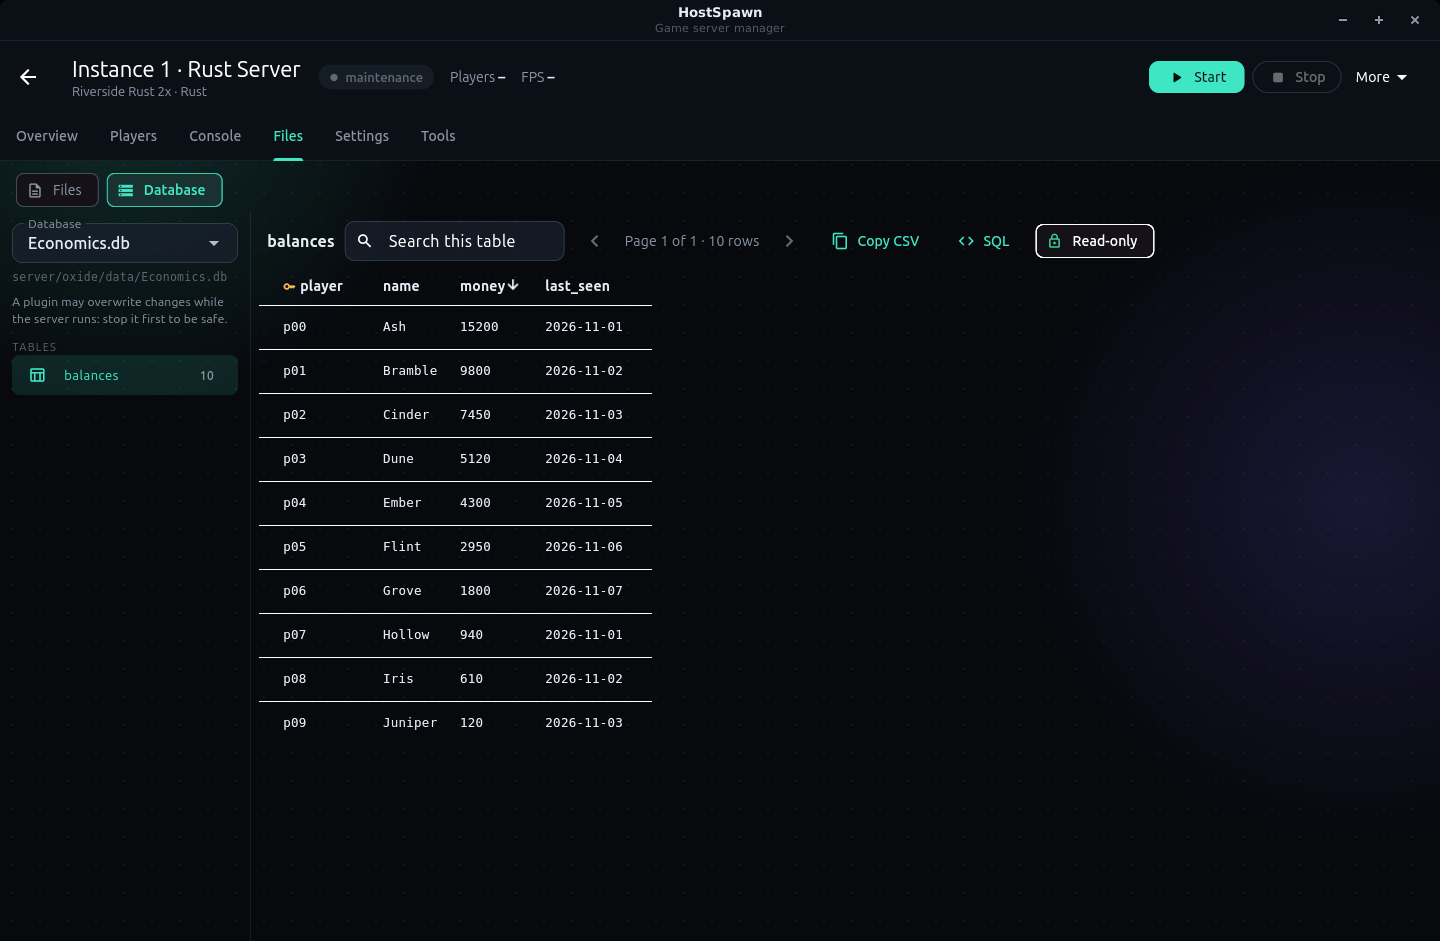 HostSpawn
Game server manager
Instance 1 · Rust Server
Riverside Rust 2x · Rust
maintenance
Players –
FPS –
Start
Stop
More
Overview
Players
Console
Files
Settings
Tools
Files
Database
Database
Economics.db
server/oxide/data/Economics.db
A plugin may overwrite changes while
the server runs: stop it first to be safe.
TABLES
balances 10
balances
Search this table
Page 1 of 1 · 10 rows
Copy CSV
SQL
Read-only
player name money last_seen
p00 Ash 15200 2026-11-01
p01 Bramble 9800 2026-11-02
p02 Cinder 7450 2026-11-03
p03 Dune 5120 2026-11-04
p04 Ember 4300 2026-11-05
p05 Flint 2950 2026-11-06
p06 Grove 1800 2026-11-07
p07 Hollow 940 2026-11-01
p08 Iris 610 2026-11-02
p09 Juniper 120 2026-11-03